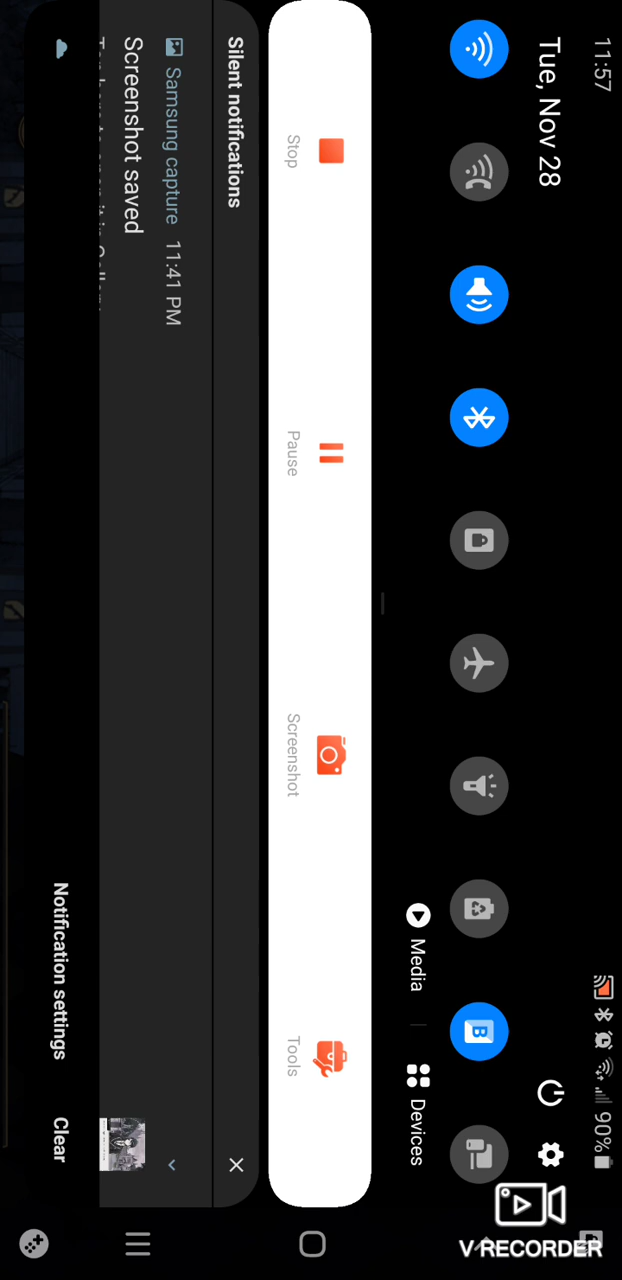 11:57
90%
Tue, Nov 28
B
Media
Devices
Stop
Pause
Screenshot
Tools
Silent notifications
Samsung capture 11:41 PM
Screenshot saved
Notification settings
Clear
V RECORDER